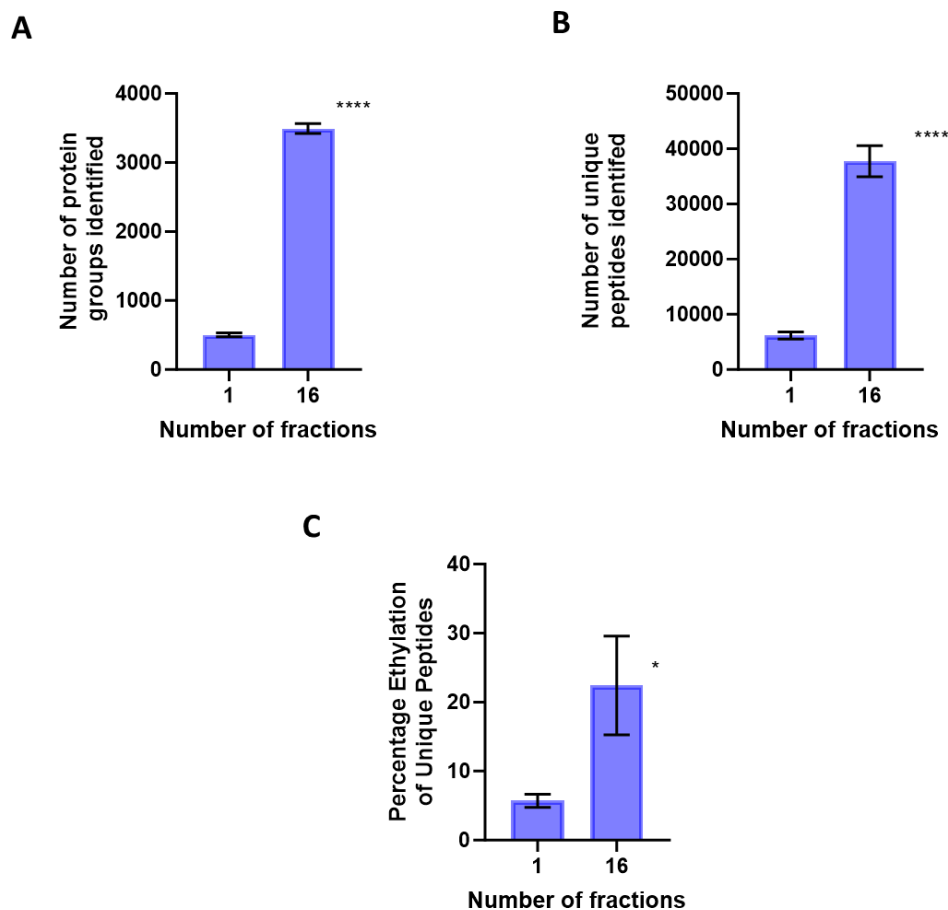 A
B
Number of protein
groups identified
4000
3000
2000
1000
0
****
1
16
Number of fractions
Number of unique
peptides identifed
50000
40000
30000
20000
10000
0
****
1
16
Number of fractions
C
Percentage Ethylation
of Unique Peptides
40
30
20
10
0
*
1
16
Number of fractions